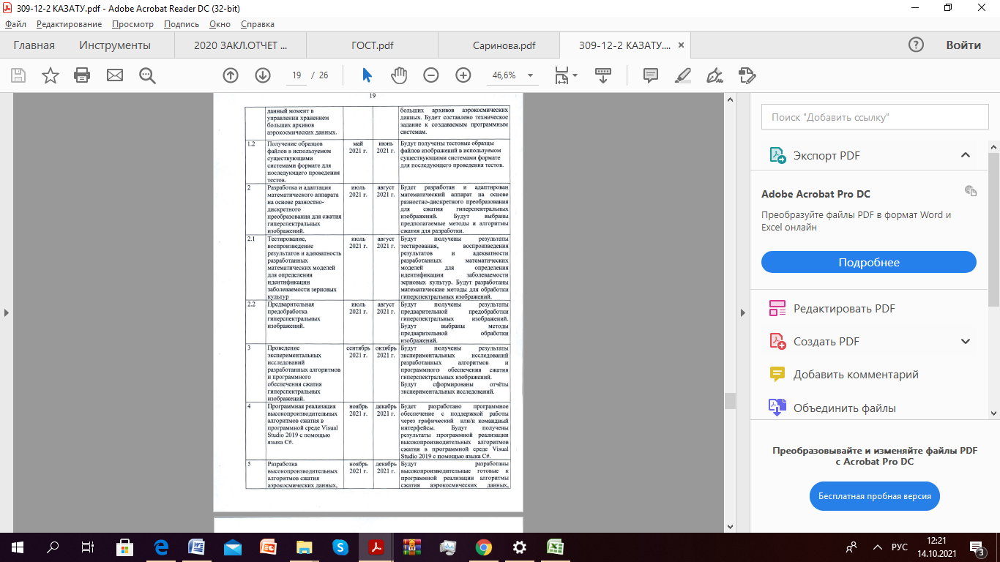 309-12-2 КАЗАТУ.pdf - Adobe Acrobat Reader DC (32-bit)
Файл Редактирование Просмотр Подпись Окно Справка
Главная Инструменты 2020 ЗАКЛ.ОТЧЕТ ... ГОСТ.pdf Саринова.pdf 309-12-2 КАЗАТУ.... Войти
19 / 26 46,6%
19
данный момент в
управлении хранением
больших архивов
аэрокосмических данных.
больших архивов аэрокосмических
данных. Будет составлено техническое
задание к создаваемым программным
системам.
1.2
Получение образцов
файлов в используемом
существующими
системами формате для
последующего проведения
тестов.
май
2021 г.
июнь
2021 г.
Будут получены тестовые образцы
файлов изображений в используемом
существующими системами формате
для последующего проведения тестов.
2
Разработка и адаптация
математического аппарата
на основе разностно-
дискретного
преобразования для сжатия
гиперспектральных
изображений.
июль
2021 г.
август
2021 г.
Будет разработан и адаптирован
математический аппарат на основе
разностно-дискретного преобразования
для сжатия гиперспектральных
изображений. Будут выбраны
предполагаемые методы и алгоритмы
сжатия для разработки.
2.1
Тестирование,
воспроизведение
результатов и адекватность
разработанных
математических моделей
для определения
идентификации
заболеваемости зерновых
культур
июль
2021 г.
август
2021 г.
Будут получены результаты
тестирования,, воспроизведения
результатов и адекватности
разработанных математических
моделей для определения
идентификации заболеваемости
зерновых культур. Будут разработаны
математические методы для обработки
гиперспектральных изображений.
2.2
Предварительная
предобработка
гиперспектральных
изображений.
июль
2021 г.
август
2021 г.
Будут получены результаты
предварительной предобработки
гиперспектральных изображений.
Будут выбраны методы
предварительной обработки
изображений.
3
Проведение
экспериментальных
исследований
разработанных алгоритмов
и программного
обеспечения сжатия
гиперспектральных
изображений.
сентябрь
2021 г.
октябрь
2021 г.
Будут получены результаты
экспериментальных исследований
разработанных алгоритмов и
программного обеспечения сжатия
гиперспектральных изображений.
Будут сформированы отчёты
экспериментальных исследований.
4
Программная реализация
высокопроизводительных
алгоритмов сжатия в
программной среде Visual
Studio 2019 с помощью
языка C#.
ноябрь
2021 г.
декабрь
2021 г.
Будет разработано программное
обеспечение с поддержкой работы
через графический или/и командный
интерфейсы. Будут получены
результаты программной реализации
высокопроизводительных алгоритмов
сжатия в программной среде Visual
Studio 2019 с помощью языка C#.
5
Разработка
высокопроизводительных
алгоритмов сжатия
аэрокосмических данных,
ноябрь
2021 г.
декабрь
2021 г.
Будут разработаны
высокопроизводительные готовые к
программной реализации алгоритмы
сжатия аэрокосмических данных,
Поиск "Добавить ссылку"
Экспорт PDF
Adobe Acrobat Pro DC
Преобразуйте файлы PDF в формат Word и
Excel онлайн
Подробнее
Редактировать PDF
Создать PDF
Добавить комментарий
Объединить файлы
Преобразовывайте и изменяйте файлы PDF
с Acrobat Pro DC
Бесплатная пробная версия
РУС
12:21
14.10.2021
3